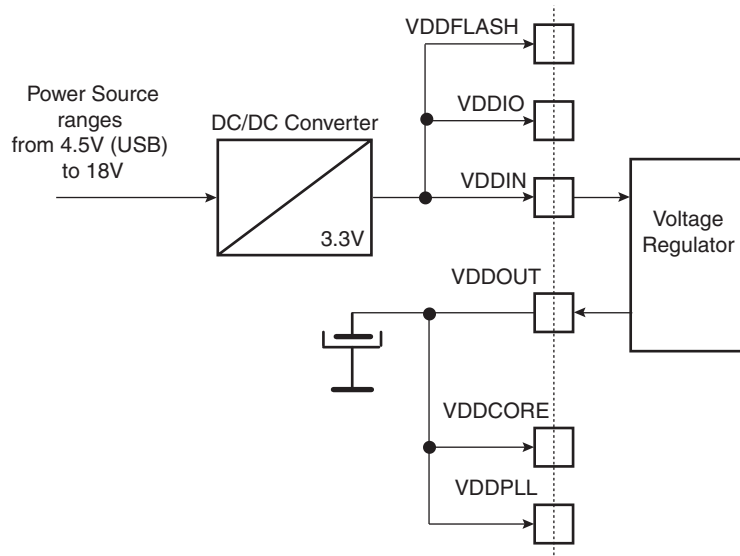 VDDFLASH
Power Source
ranges
from 4.5V (USB)
to 18V
DC/DC Converter
3.3V
VDDIO
VDDIN
Voltage
Regulator
VDDOUT
VDDCORE
VDDPLL